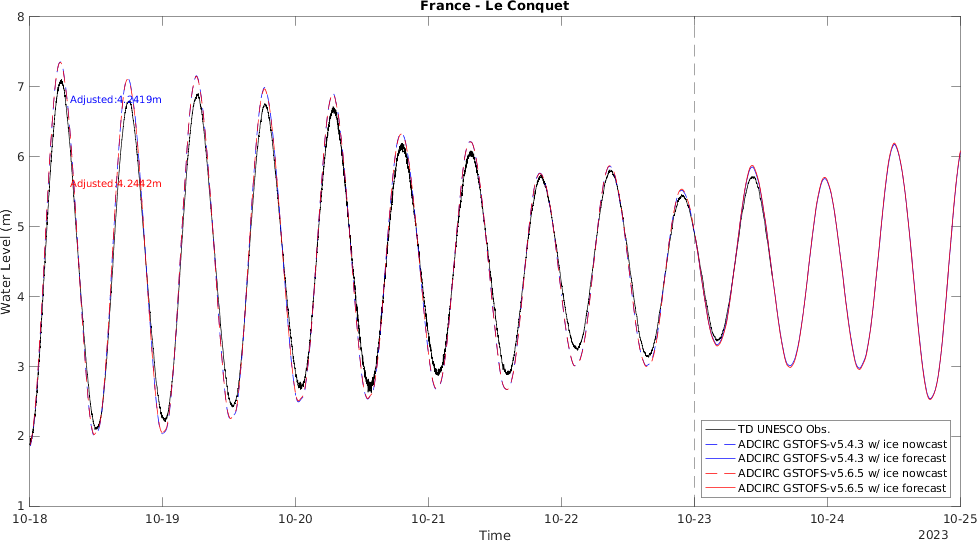 France - Le Conquet
8
7
6
5
4
3
2
1
Water Level (m)
Adjusted:4.2419m
Adjusted:4.2442m
TD UNESCO Obs.
ADCIRC GSTOFS-v5.4.3 w/ ice nowcast
ADCIRC GSTOFS-v5.4.3 w/ ice forecast
ADCIRC GSTOFS-v5.6.5 w/ ice nowcast
ADCIRC GSTOFS-v5.6.5 w/ ice forecast
10-18 10-19 10-20 10-21 10-22 10-23 10-24 10-25
Time
2023